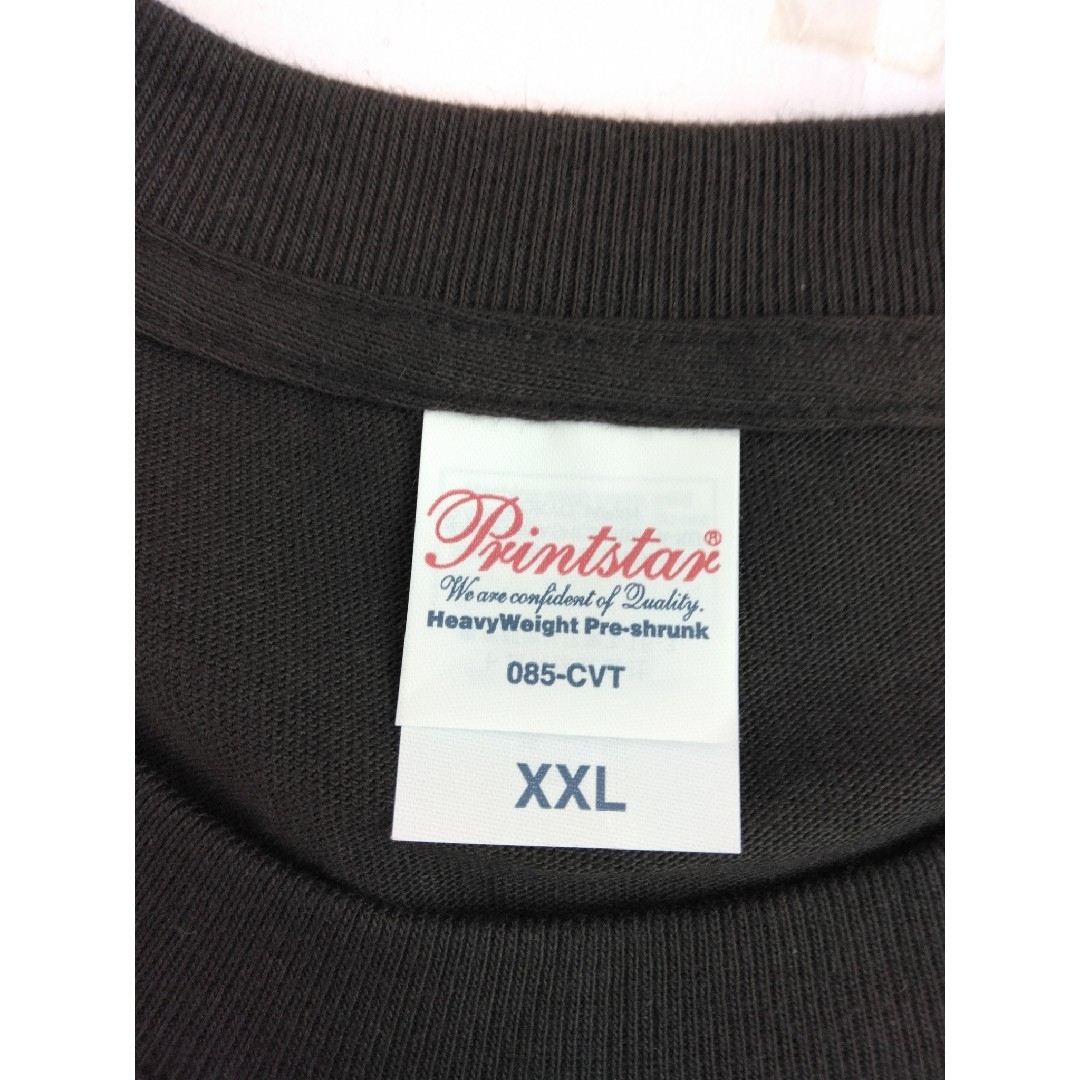 Printstar®
We are confident of Quality.
HeavyWeight Pre-shrunk
085-CVT
XXL